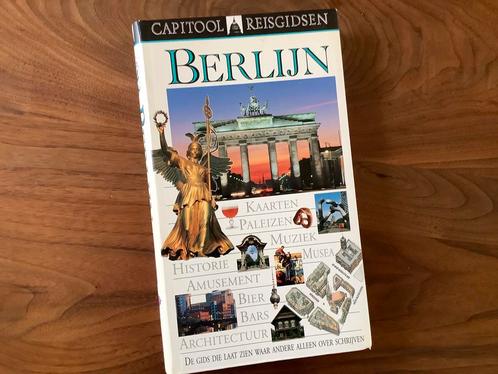 CAPITOOL REISGIDSEN
BERLIJN
KAARTEN
PALEIZEN
MUZIEK
HISTORIE
MUSEA
AMUSEMENT
BIER
BARS
ARCHITECTUUR
DE GIDS DIE LAAT ZIEN WAAR ANDERE ALLEEN OVER SCHRIJVEN